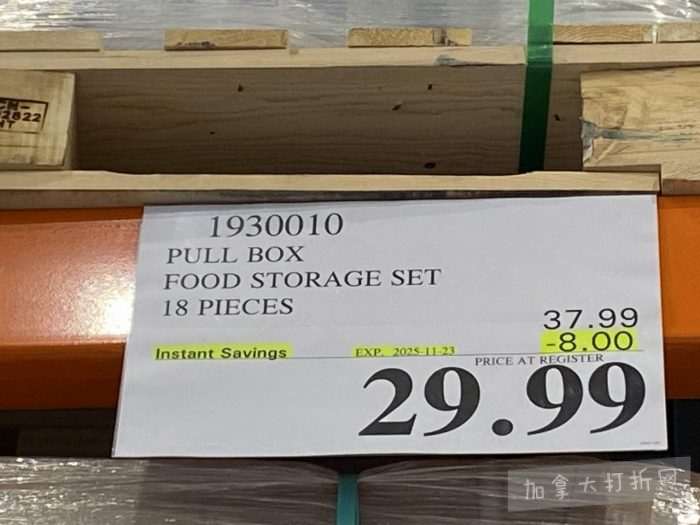 2822
1930010
PULL BOX
FOOD STORAGE SET
18 PIECES
37.99
Instant Savings EXP. 2025-11-23 -8.00
PRICE AT REGISTER
29.99
加拿大打折网